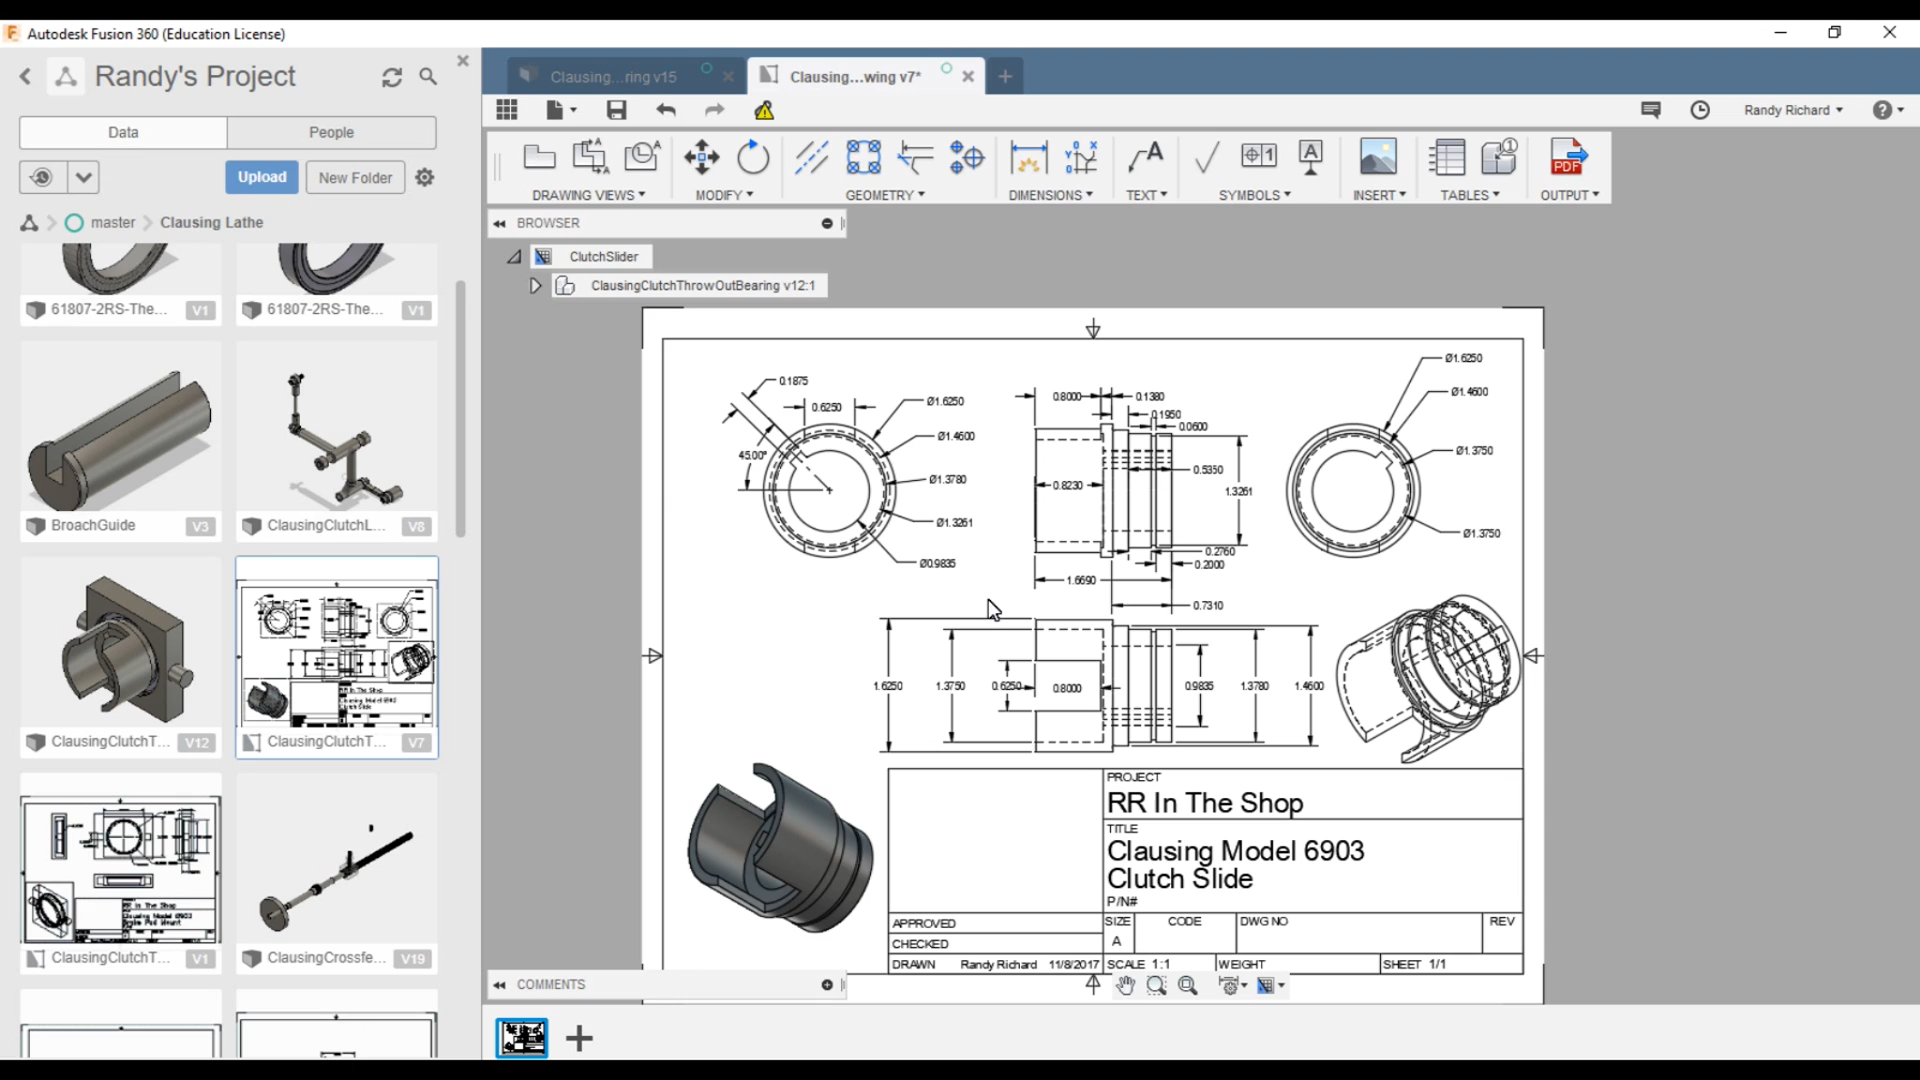 Autodesk Fusion 360 (Education License)
Randy's Project
Clausing...ring v15
Clausing...wing v7*
Data
People
Randy Richard
Upload
New Folder
DRAWING VIEWS
MODIFY
GEOMETRY
DIMENSIONS
TEXT
SYMBOLS
INSERT
TABLES
OUTPUT
PDF
master
Clausing Lathe
BROWSER
ClutchSlider
ClausingClutchThrowOutBearing v12:1
61807-2RS-The...
V1
61807-2RS-The...
V1
BroachGuide
V3
ClausingClutchL...
V8
ClausingClutchT...
V12
ClausingClutchT...
V7
ClausingClutchT...
V1
ClausingCrossfe...
V19
0.1875
0.6250
Ø1.6250
Ø1.4600
45.00°
Ø1.3780
Ø1.3261
Ø0.9835
0.8000
0.1380
0.1950
0.0600
0.5350
0.8230
1.3261
0.2760
0.2000
1.6690
0.7310
Ø1.6250
Ø1.4600
Ø1.3750
Ø1.3750
1.6250
1.3750
0.6250
0.8000
0.9835
1.3780
1.4600
PROJECT
RR In The Shop
TITLE
Clausing Model 6903
Clutch Slide
P/N#
APPROVED
SIZE
CODE
DWG NO
REV
CHECKED
A
DRAWN
Randy Richard
11/8/2017
SCALE 1:1
WEIGHT
SHEET 1/1
COMMENTS